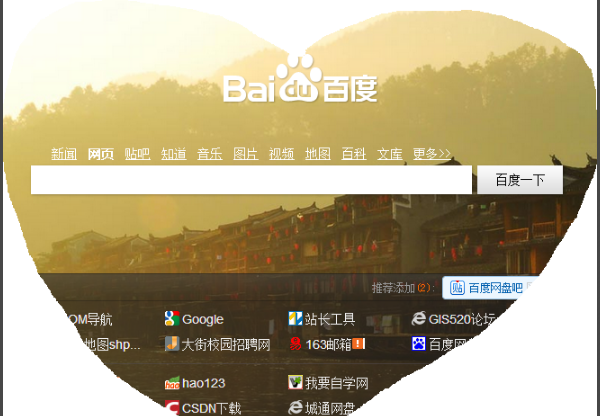 Bai du 百度
新闻 网页 贴吧 知道 音乐 图片 视频 地图 百科 文库 更多>>
百度一下
推荐添加(2): 贴 百度网盘吧
OM导航 Google 站长工具 GIS520论坛
地图shp... 大街校园招聘网 163邮箱 百度网
hao123 我要自学网
CSDN下载 城通网盘